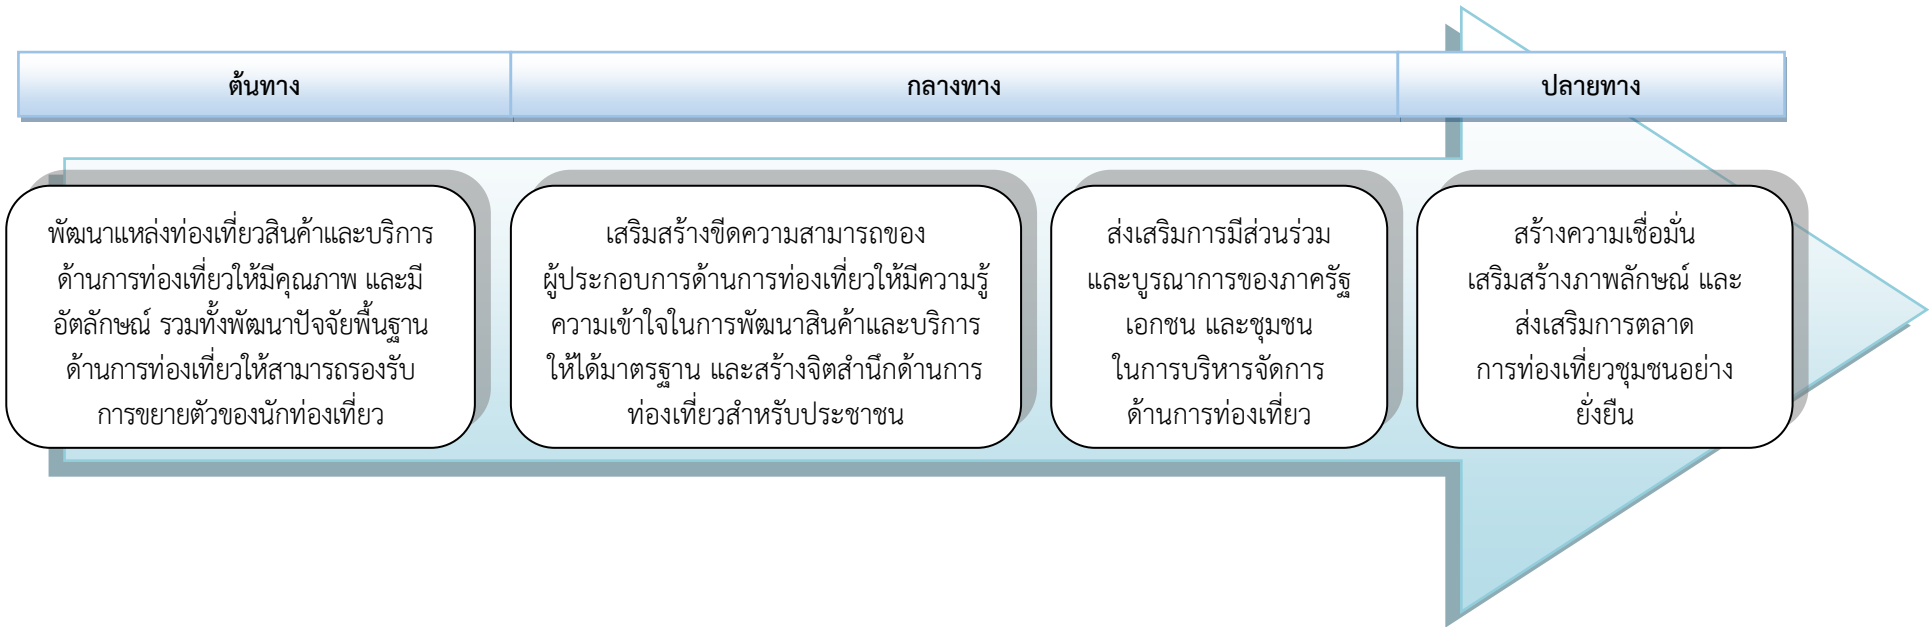 ต้นทาง
กลางทาง
ปลายทาง
พัฒนาแหล่งท่องเที่ยวสินค้าและบริการ
ด้านการท่องเที่ยวให้มีคุณภาพ และมี
อัตลักษณ์ รวมทั้งพัฒนาปัจจัยพื้นฐาน
ด้านการท่องเที่ยวให้สามารถรองรับ
การขยายตัวของนักท่องเที่ยว
เสริมสร้างขีดความสามารถของ
ผู้ประกอบการด้านการท่องเที่ยวให้มีความรู้
ความเข้าใจในการพัฒนาสินค้าและบริการ
ให้ได้มาตรฐาน และสร้างจิตสำนึกด้านการ
ท่องเที่ยวสำหรับประชาชน
ส่งเสริมการมีส่วนร่วม
และบูรณาการของภาครัฐ
เอกชน และชุมชน
ในการบริหารจัดการ
ด้านการท่องเที่ยว
สร้างความเชื่อมั่น
เสริมสร้างภาพลักษณ์ และ
ส่งเสริมการตลาด
การท่องเที่ยวชุมชนอย่าง
ยั่งยืน